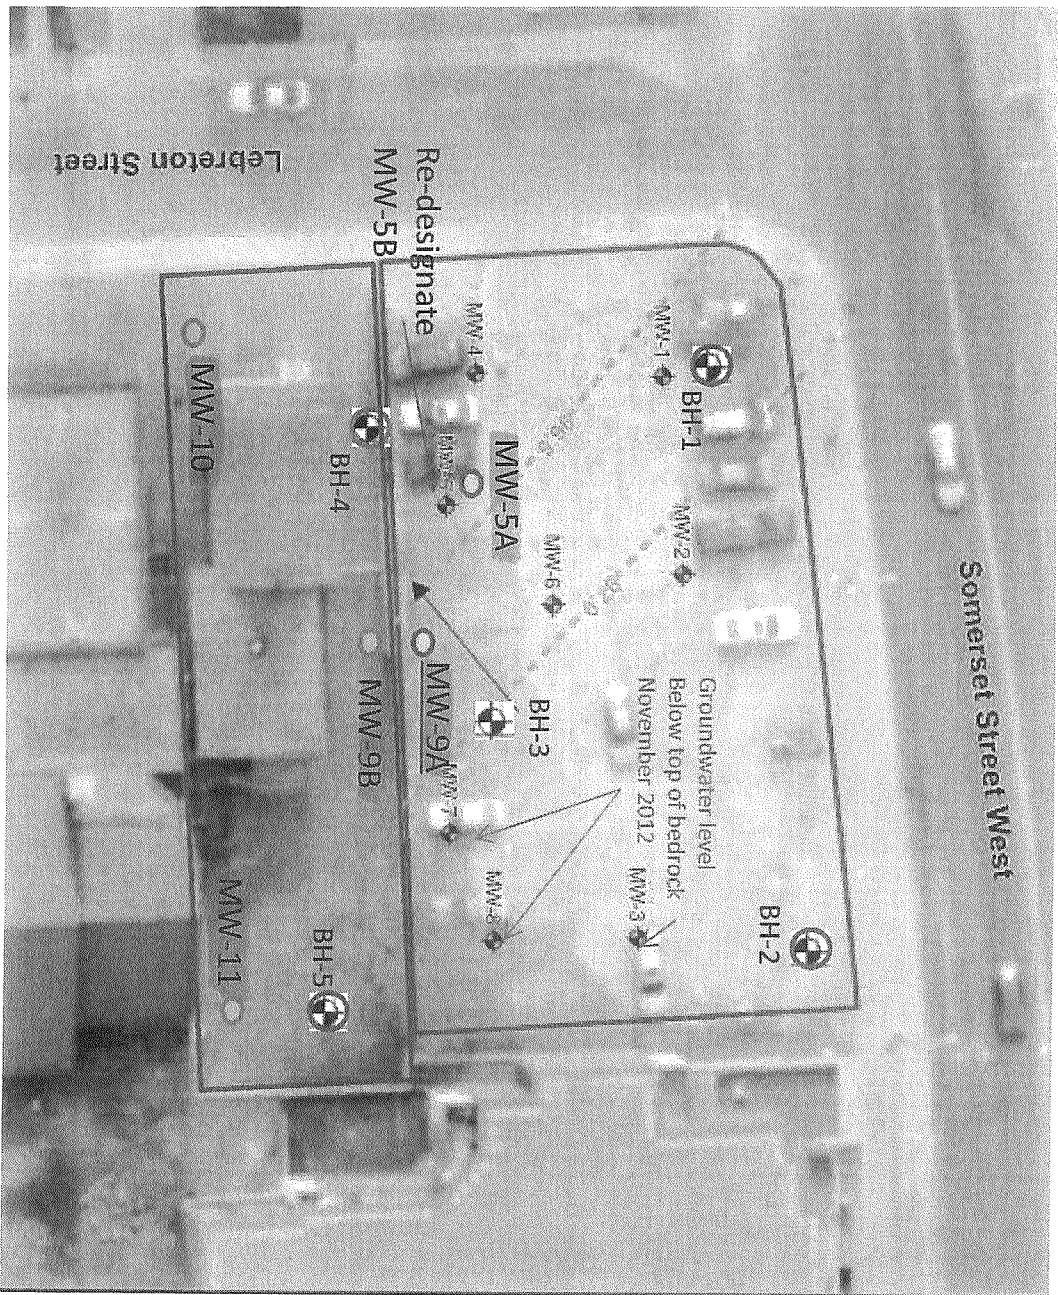 Somerset Street West
Lebreton Street
BH-2
BH-1
Groundwater level
Below top of bedrock
November 2012
MW-1
MW-2
MW-3
MW-6
BH-3
MW-5A
MW-4
MW-8
MW-5
MW-7
Re-designate
MW-5B
MW-9A
MW-9B
BH-4
BH-5
MW-10
MW-11